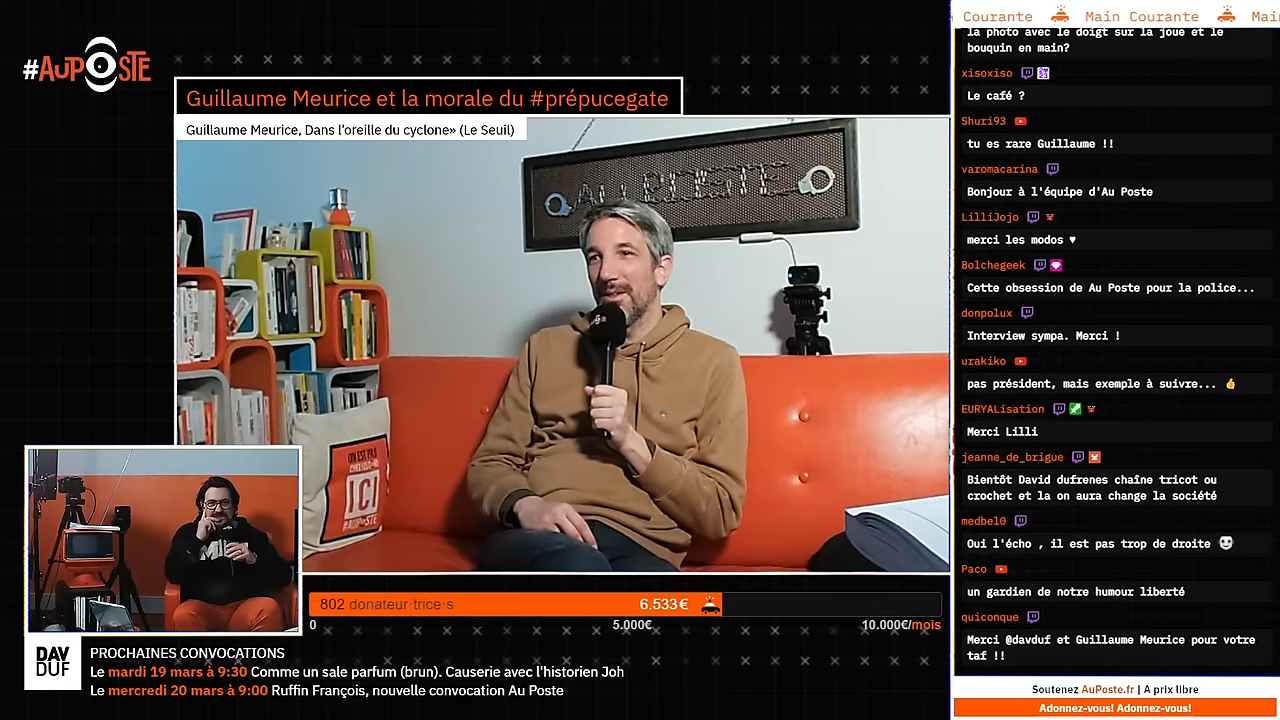 #AuPOSTE
Guillaume Meurice et la morale du #prépucegate
Guillaume Meurice, Dans l'oreille du cyclone» (Le Seuil)
AU POSTE
ON EST PAS
ICI
#AUPOSTE
802 donateur·trice·s
6.533€
0
5.000€
10.000€/mois
DAV
DUF
PROCHAINES CONVOCATIONS
Le mardi 19 mars à 9:30 Comme un sale parfum (brun). Causerie avec l'historien Joh
Le mercredi 20 mars à 9:00 Ruffin François, nouvelle convocation Au Poste
Courante Main Courante Mai
la photo avec le doigt sur la joue et le
bouquin en main?
xisoxiso
Le café ?
Shuri93
tu es rare Guillaume !!
varomacarina
Bonjour à l'équipe d'Au Poste
LilliJojo
merci les modos ♥
Bolchegeek
Cette obsession de Au Poste pour la police...
donpolux
Interview sympa. Merci !
urakiko
pas président, mais exemple à suivre... 👍
EURYALisation
Merci Lilli
jeanne_de_brigue
Bientôt David dufrenes chaîne tricot ou
crochet et la on aura change la société
medbel0
Oui l'écho , il est pas trop de droite
Paco
un gardien de notre humour liberté
quiconque
Merci @davduf et Guillaume Meurice pour votre
taf !!
Soutenez AuPoste.fr | A prix libre
Adonnez-vous! Adonnez-vous!